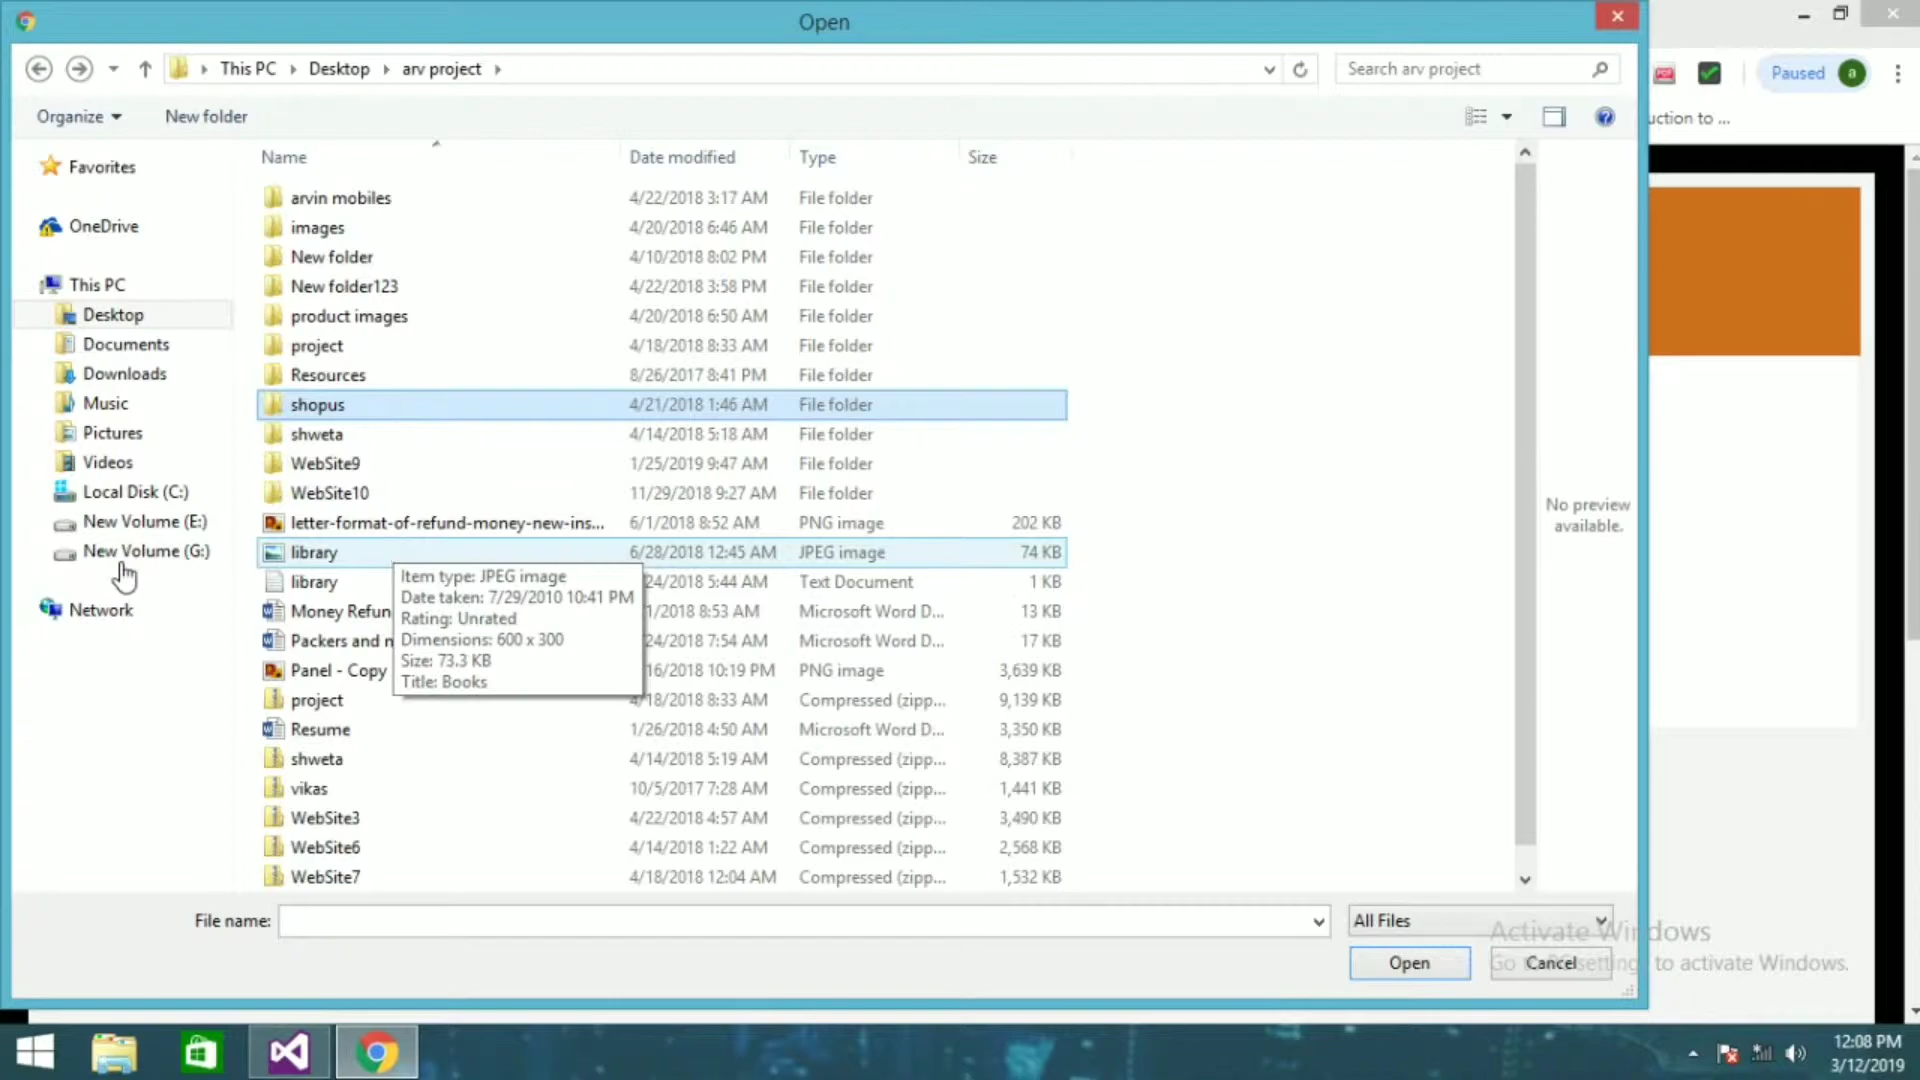 Open
This PC Desktop arv project
Search arv project
Paused a
Organize New folder
uction to ...
Name Date modified Type Size
Favorites
OneDrive
This PC
Desktop
Documents
Downloads
Music
Pictures
Videos
Local Disk (C:)
New Volume (E:)
New Volume (G:)
Network
arvin mobiles 4/22/2018 3:17 AM File folder
images 4/20/2018 6:46 AM File folder
New folder 4/10/2018 8:02 PM File folder
New folder123 4/22/2018 3:58 PM File folder
product images 4/20/2018 6:50 AM File folder
project 4/18/2018 8:33 AM File folder
Resources 8/26/2017 8:41 PM File folder
shopus 4/21/2018 1:46 AM File folder
shweta 4/14/2018 5:18 AM File folder
WebSite9 1/25/2019 9:47 AM File folder
WebSite10 11/29/2018 9:27 AM File folder
letter-format-of-refund-money-new-ins... 6/1/2018 8:52 AM PNG image 202 KB
library 6/28/2018 12:45 AM JPEG image 74 KB
library 24/2018 5:44 AM Text Document 1 KB
Money Refun 1/2018 8:53 AM Microsoft Word D... 13 KB
Packers and n 24/2018 7:54 AM Microsoft Word D... 17 KB
Panel - Copy 16/2018 10:19 PM PNG image 3,639 KB
project 4/18/2018 8:33 AM Compressed (zipp... 9,139 KB
Resume 1/26/2018 4:50 AM Microsoft Word D... 3,350 KB
shweta 4/14/2018 5:19 AM Compressed (zipp... 8,387 KB
vikas 10/5/2017 7:28 AM Compressed (zipp... 1,441 KB
WebSite3 4/22/2018 4:57 AM Compressed (zipp... 3,490 KB
WebSite6 4/14/2018 1:22 AM Compressed (zipp... 2,568 KB
WebSite7 4/18/2018 12:04 AM Compressed (zipp... 1,532 KB
Item type: JPEG image
Date taken: 7/29/2010 10:41 PM
Rating: Unrated
Dimensions: 600 x 300
Size: 73.3 KB
Title: Books
No preview
available.
File name:
All Files
Open
Cancel
Activate Windows
Go to PC settings to activate Windows.
12:08 PM
3/12/2019